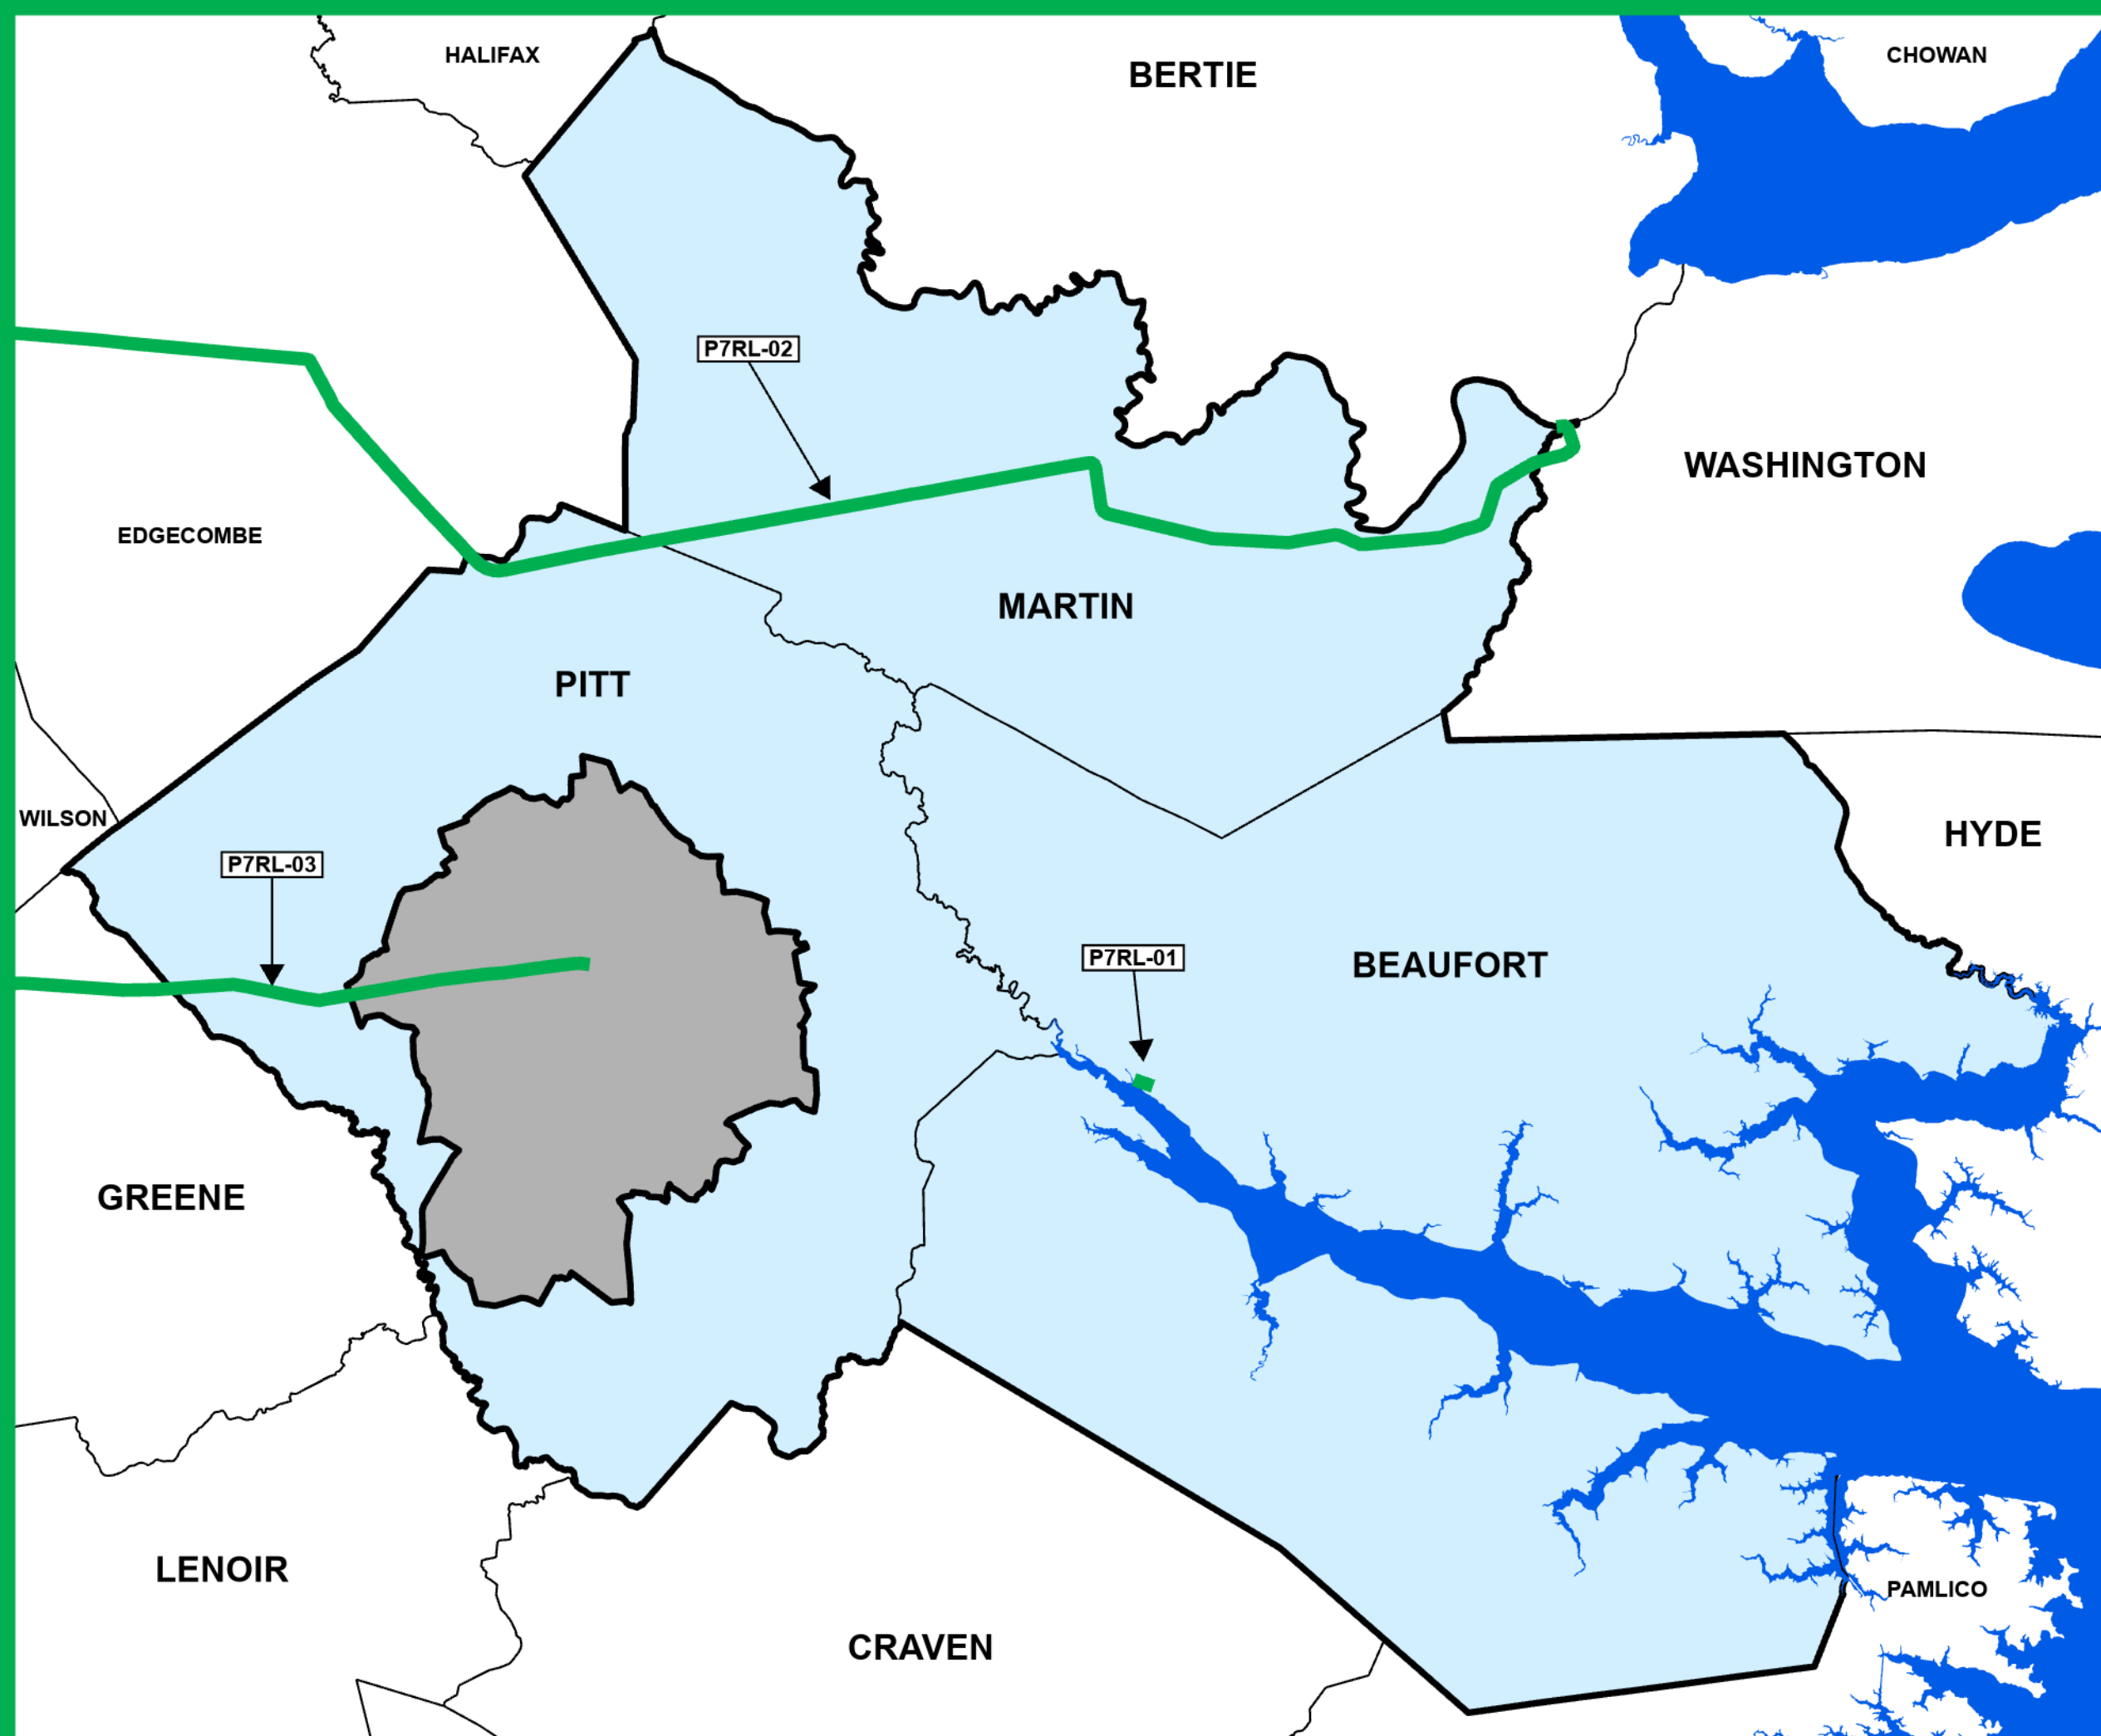 HALIFAX
CHOWAN
BERTIE
P7RL-02
WASHINGTON
EDGECOMBE
MARTIN
PITT
WILSON
HYDE
P7RL-03
P7RL-01
BEAUFORT
GREENE
LENOIR
PAMLICO
CRAVEN